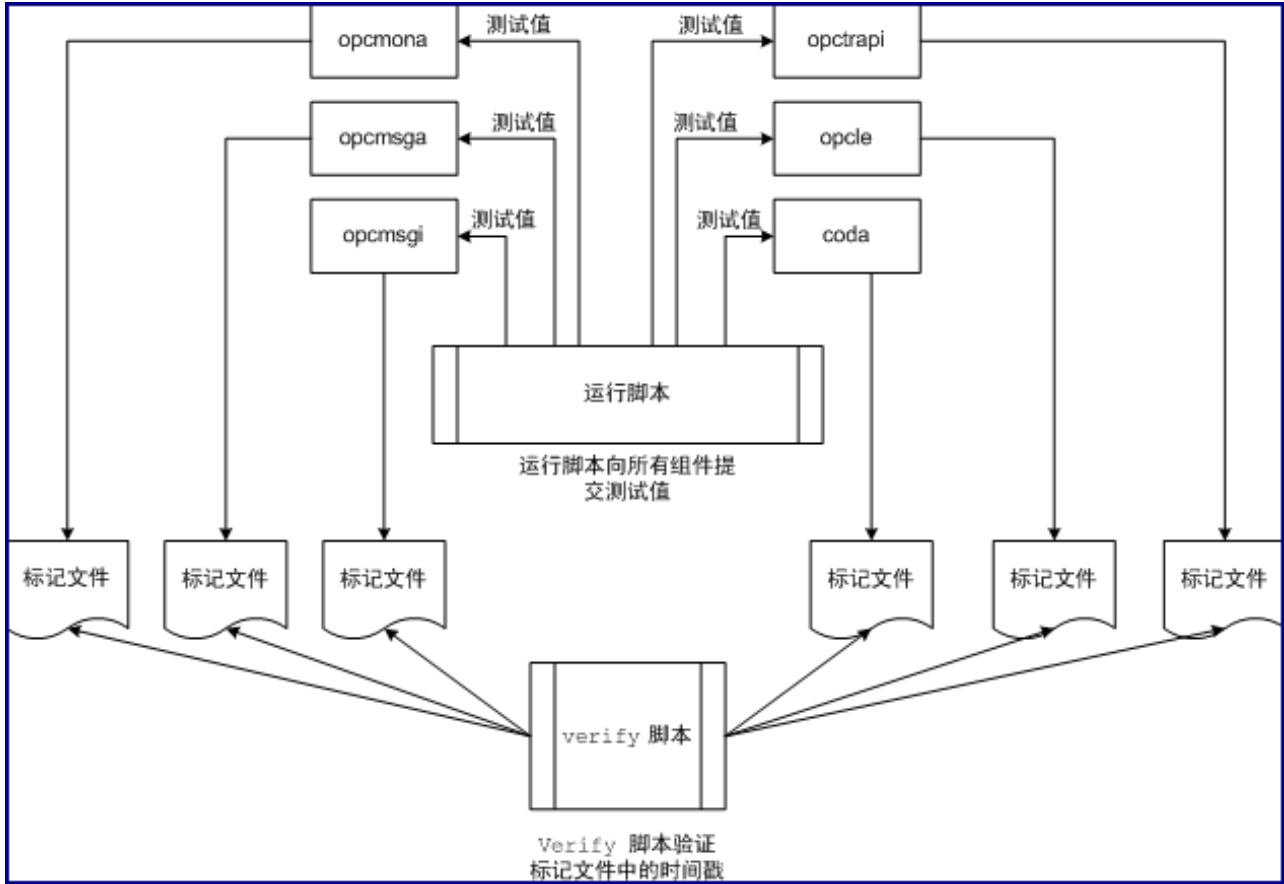 测试值
测试值
opcmona
opctrapi
测试值
测试值
opcmsga
opcle
测试值
测试值
opcmsgi
coda
运行脚本
运行脚本向所有组件提
交测试值
标记文件
标记文件
标记文件
标记文件
标记文件
标记文件
verify 脚本
Verify 脚本验证
标记文件中的时间戳